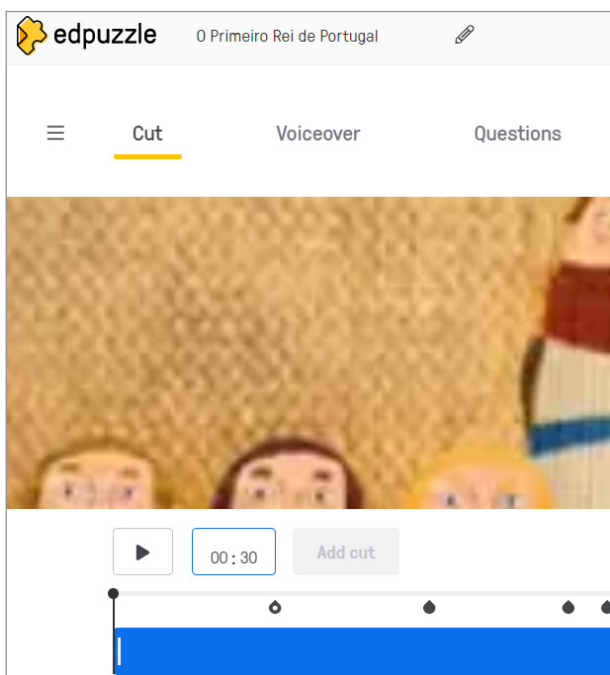 edpuzzle O Primeiro Rei de Portugal
Cut Voiceover Questions
00:30 Add cut